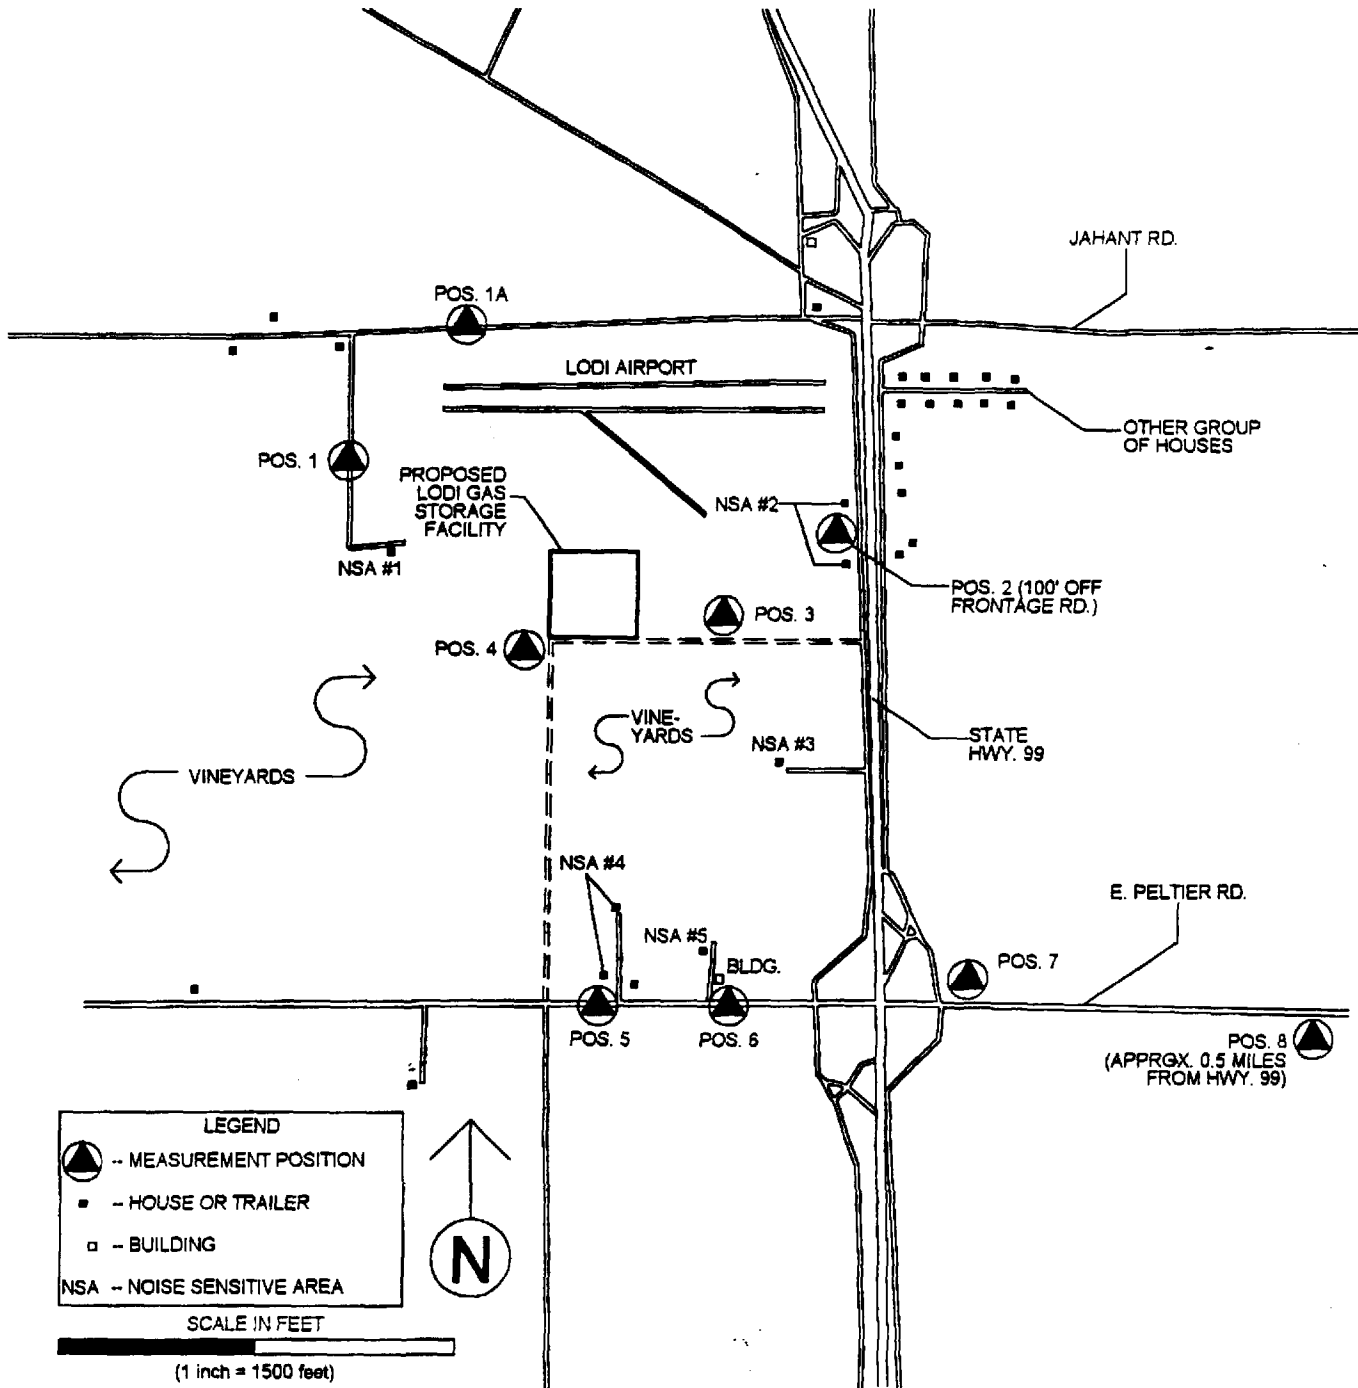 JAHANT RD.
POS. 1A
LODI AIRPORT
OTHER GROUP
OF HOUSES
POS. 1
PROPOSED
LODI GAS
STORAGE
FACILITY
NSA #2
NSA #1
POS. 2 (100' OFF
FRONTAGE RD.)
POS. 3
POS. 4
VINE-
YARDS
NSA #3
STATE
HWY. 99
VINEYARDS
NSA #4
E. PELTIER RD.
NSA #5
BLDG.
POS. 7
POS. 5
POS. 6
POS. 8
(APPROX. 0.5 MILES
FROM HWY. 99)
LEGEND
-- MEASUREMENT POSITION
-- HOUSE OR TRAILER
-- BUILDING
NSA -- NOISE SENSITIVE AREA
N
SCALE IN FEET
(1 inch = 1500 feet)